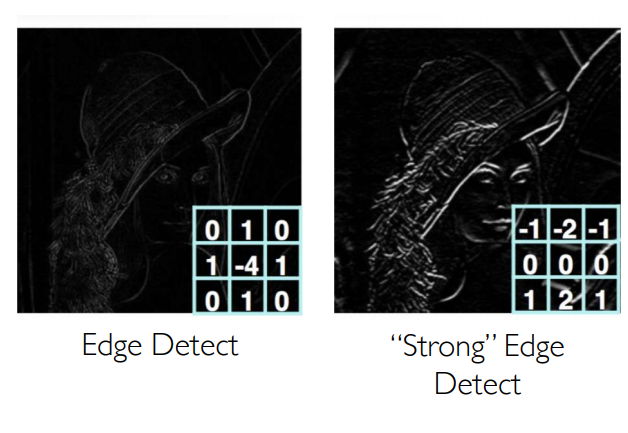 0 1 0
1 -4 1
0 1 0
-1 -2 -1
0 0 0
1 2 1
Edge Detect
“Strong” Edge
Detect